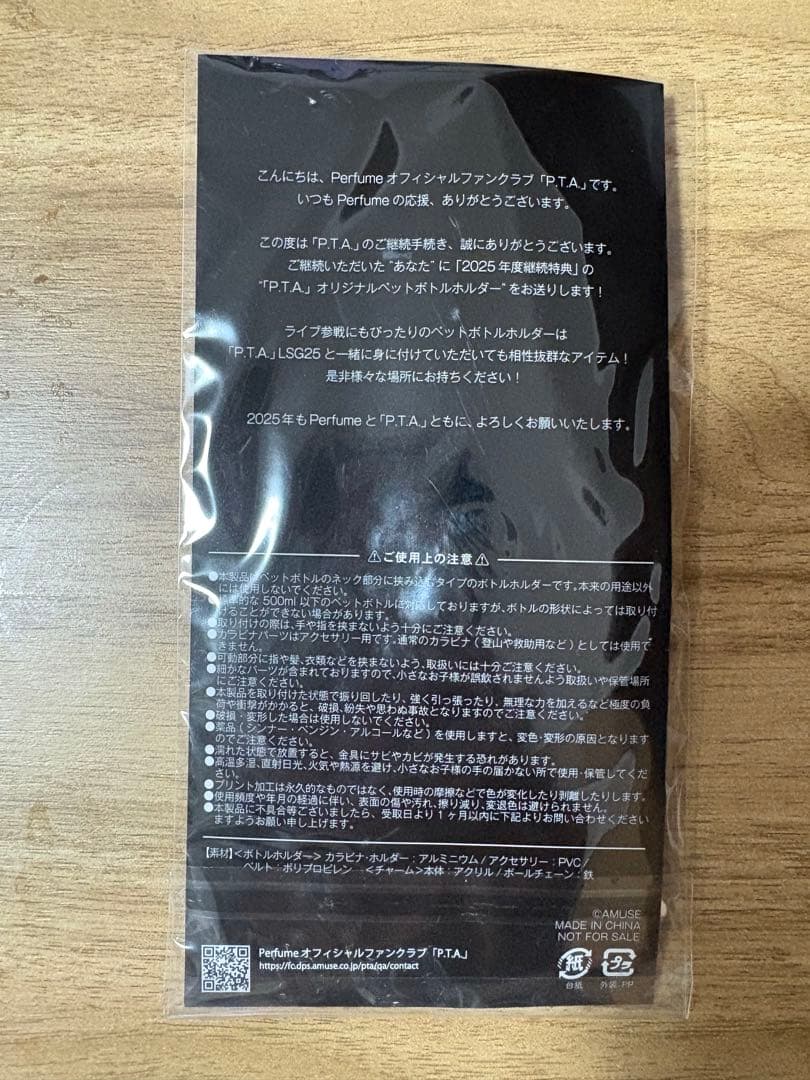 こんにちは、Perfume オフィシャルファンクラブ「P.T.A.」です。
いつも Perfume の応援、ありがとうございます。
この度は「P.T.A.」のご継続手続き、誠にありがとうございます。
ご継続いただいた“あなた”に「2025 年度継続特典」の
“「P.T.A.」オリジナルペットボトルホルダー”をお送りします！
ライブ参戦にもぴったりのペットボトルホルダーは
「P.T.A.」LSG25 と一緒に身に付けていただいても相性抜群なアイテム！
是非様々な場所にお持ちください！
2025年もPerfumeと「P.T.A.」ともに、よろしくお願いいたします。
⚠ご使用上の注意⚠
●本製品はペットボトルのネック部分に挟み込むタイプのボトルホルダーです。本来の用途以外
には使用しないでください。
●標準的な 500ml 以下のペットボトルに対応しておりますが、ボトルの形状によっては取り付
けることができない場合があります。
●取り付けの際は、手や指を挟まないよう十分にご注意ください。
●カラビナパーツはアクセサリー用です。通常のカラビナ（登山や救助用など）としては使用で
きません。
●可動部分に指や髪、衣類などを挟まないよう、取扱いには十分ご注意ください。
●細かなパーツが含まれておりますので、小さなお子様が誤飲されませんよう取扱いや保管場所
にご注意ください。
●本製品を取り付けた状態で振り回したり、強く引っ張ったり、無理な力を加えるなど極度の負
荷や衝撃がかかると、破損、紛失や思わぬ事故となりますのでご注意ください。
●破損・変形した場合は使用しないでください。
●薬品（シンナー・ベンジン・アルコールなど）を使用しますと、変色・変形の原因となります
のでご注意ください。
●濡れた状態で放置すると、金具にサビやカビが発生する恐れがあります。
●高温多湿、直射日光、火気や熱源を避け、小さなお子様の手の届かない所で使用・保管してくだ
さい。
●プリント加工は永久的なものではなく、使用時の摩擦などで色が変化したり剥離したりします。
●使用頻度や年月の経過に伴い、表面の傷や汚れ、擦り減り、変退色は避けられません。
●本製品に不具合等ございましたら、受取日より 1 ヶ月以内に下記よりお問い合わせください
ますようお願い申し上げます。
【素材】＜ボトルホルダー＞ カラビナ・ホルダー：アルミニウム / アクセサリー：PVC /
ベルト：ポリプロピレン ＜チャーム＞本体：アクリル / ボールチェーン：鉄
©AMUSE
MADE IN CHINA
NOT FOR SALE
Perfume オフィシャルファンクラブ「P.T.A.」
https://fc.dps.amuse.co.jp/pta/qa/contact
紙
台紙
プラ
外装：PP